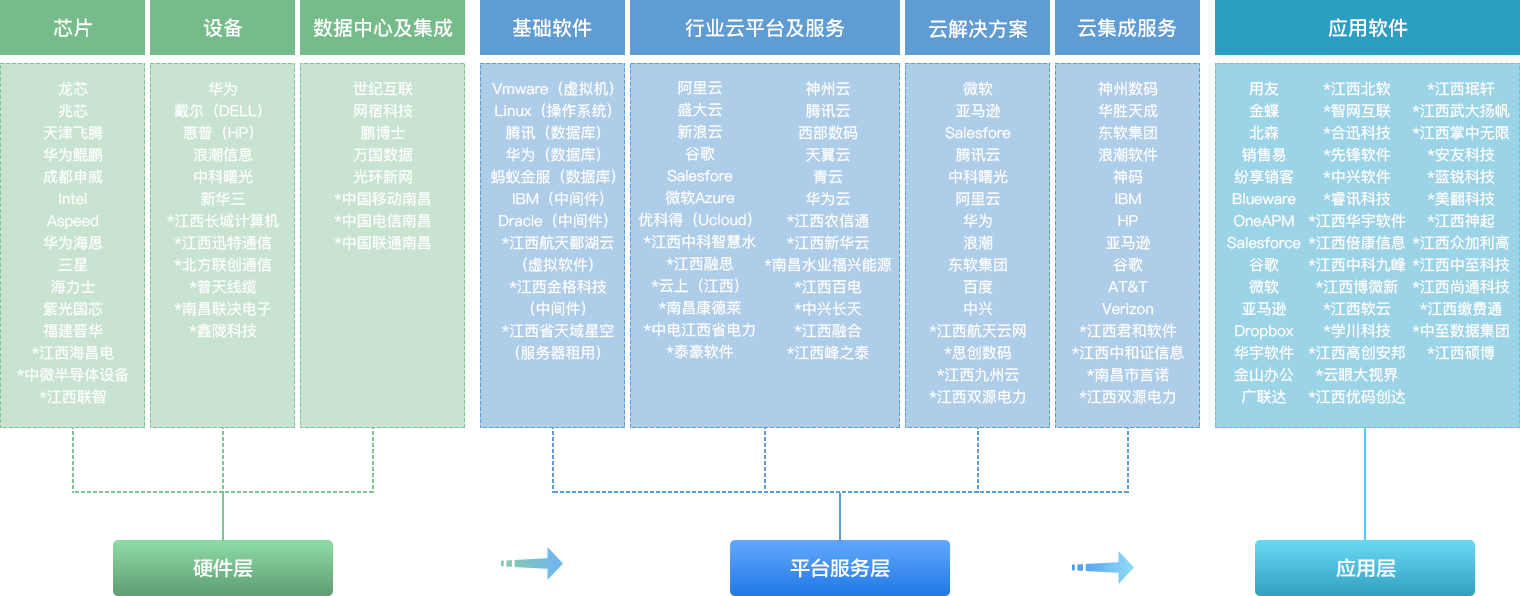 芯片
龙芯
兆芯
天津飞腾
华为鲲鹏
成都申威
Intel
Aspeed
华为海思
三星
海力士
紫光国芯
福建晋华
*江西海昌电
*中微半导体设备
*江西联智
设备
华为
戴尔（DELL）
惠普（HP）
浪潮信息
中科曙光
新华三
*江西长城计算机
*江西迅特通信
*北方联创通信
*普天线缆
*南昌联决电子
*鑫陇科技
数据中心及集成
世纪互联
网宿科技
鹏博士
万国数据
光环新网
*中国移动南昌
*中国电信南昌
*中国联通南昌
基础软件
Vmware（虚拟机）
Linux（操作系统）
腾讯（数据库）
华为（数据库）
蚂蚁金服（数据库）
IBM（中间件）
Dracle（中间件）
*江西航天鄱湖云
（虚拟软件）
*江西金格科技
（中间件）
*江西省天域星空
（服务器租用）
行业云平台及服务
阿里云
盛大云
新浪云
谷歌
Salesfore
微软Azure
优科得（Ucloud）
*江西中科智慧水
*江西融思
*云上（江西）
*南昌康德莱
*中电江西省电力
*泰豪软件
神州云
腾讯云
西部数码
天翼云
青云
华为云
*江西农信通
*江西新华云
*南昌水业福兴能源
*江西百电
*中兴长天
*江西融合
*江西峰之泰
云解决方案
微软
亚马逊
Salesfore
腾讯云
中科曙光
阿里云
华为
浪潮
东软集团
百度
中兴
*江西航天云网
*思创数码
*江西九州云
*江西双源电力
云集成服务
神州数码
华胜天成
东软集团
浪潮软件
神码
IBM
HP
亚马逊
谷歌
AT&T
Verizon
*江西君和软件
*江西中和证信息
*南昌市言诺
*江西双源电力
应用软件
用友
金蝶
北森
销售易
纷享销客
Blueware
OneAPM
Salesforce
谷歌
微软
亚马逊
Dropbox
华宇软件
金山办公
广联达
*江西北软
*智网互联
*合迅科技
*先锋软件
*中兴软件
*睿讯科技
*江西华宇软件
*江西倍康信息
*江西中科九峰
*江西博微新
*江西软云
*学川科技
*江西高创安邦
*云眼大视界
*江西优码创达
*江西珉轩
*江西武大扬帆
*江西掌中无限
*安友科技
*蓝锐科技
*美翻科技
*江西神起
*江西众加利高
*江西中至科技
*江西尚通科技
*江西缴费通
*中至数据集团
*江西硕博
硬件层
平台服务层
应用层